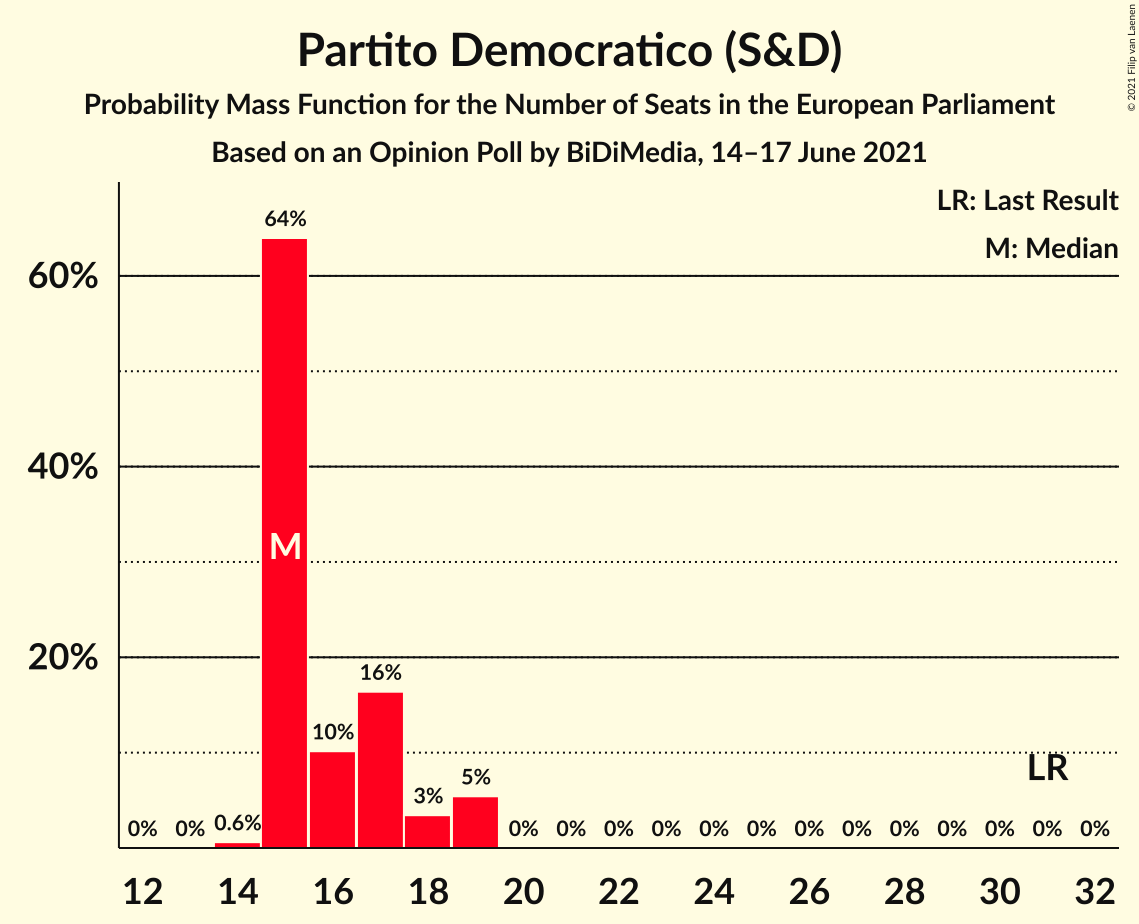 Partito Democratico (S&D)
Probability Mass Function for the Number of Seats in the European Parliament
Based on an Opinion Poll by BiDiMedia, 14–17 June 2021
© 2021 Filip van Laenen
LR: Last Result
M: Median
64%
60%
40%
M
20%
16%
10%
LR
5%
3%
0% 0% 0.6% 0% 0% 0% 0% 0% 0% 0% 0% 0% 0% 0% 0% 0%
12 14 16 18 20 22 24 26 28 30 32